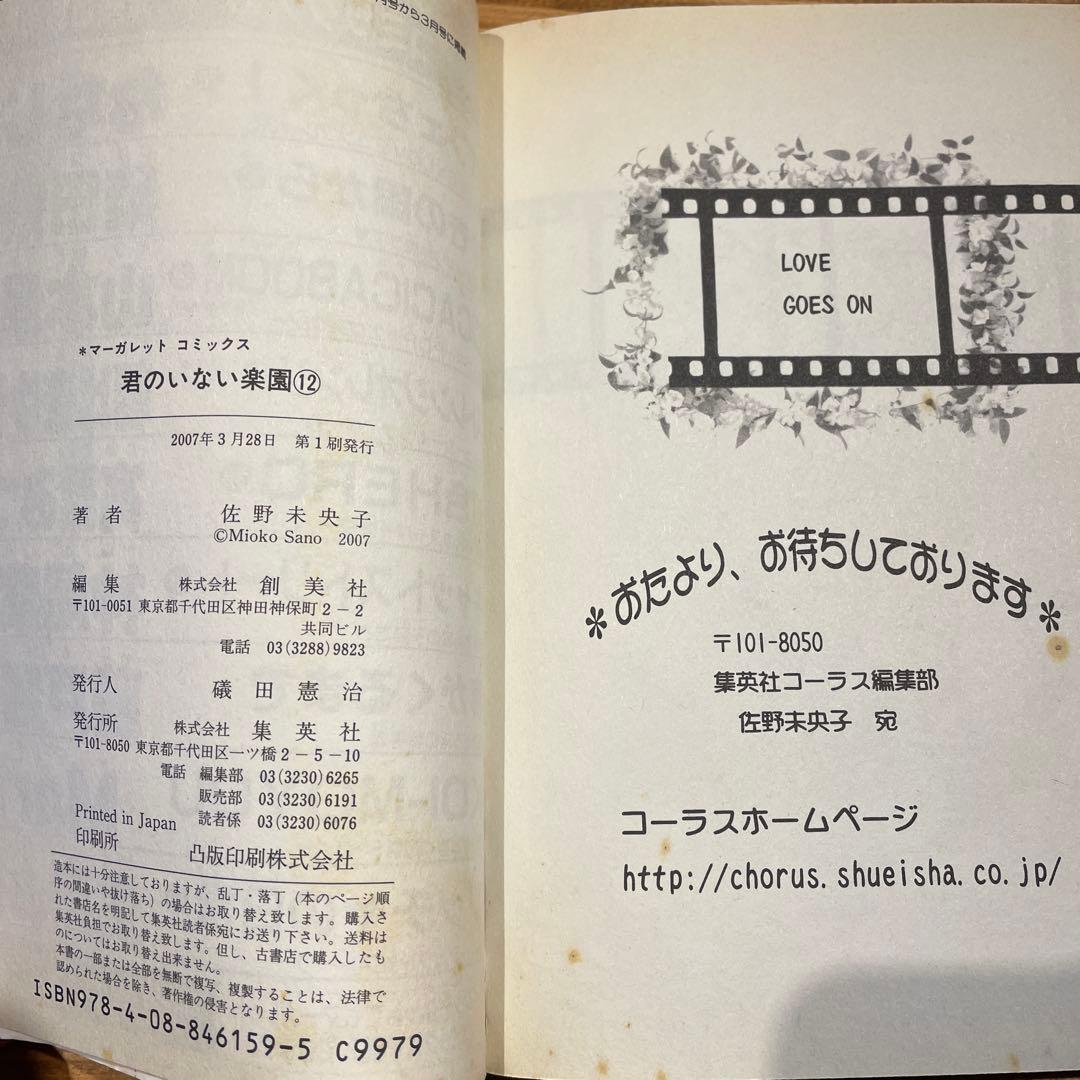 月号から3月号に掲載
*マーガレット コミックス
君のいない楽園⑫
2007年3月28日 第1刷発行
著者 佐野未央子
©Mioko Sano 2007
編集 株式会社 創美社
〒101-0051 東京都千代田区神田神保町2-2
共同ビル
電話 03(3288)9823
発行人 礒田憲治
発行所 株式会社 集英社
〒101-8050 東京都千代田区一ツ橋2-5-10
電話 編集部 03(3230)6265
販売部 03(3230)6191
読者係 03(3230)6076
Printed in Japan
印刷所 凸版印刷株式会社
造本には十分注意しておりますが、乱丁・落丁(本のページ順
序の間違いや抜け落ち)の場合はお取り替え致します。購入さ
れた書店名を明記して集英社読者係宛にお送り下さい。送料は
集英社負担でお取り替え致します。但し、古書店で購入したも
のについてはお取り替え出来ません。
本書の一部または全部を無断で複写、複製することは、法律で
認められた場合を除き、著作権の侵害となります。
ISBN978-4-08-846159-5 C9979
LOVE
GOES ON
*おたより、お待ちしております*
〒101-8050
集英社コーラス編集部
佐野未央子 宛
コーラスホームページ
http://chorus.shueisha.co.jp/